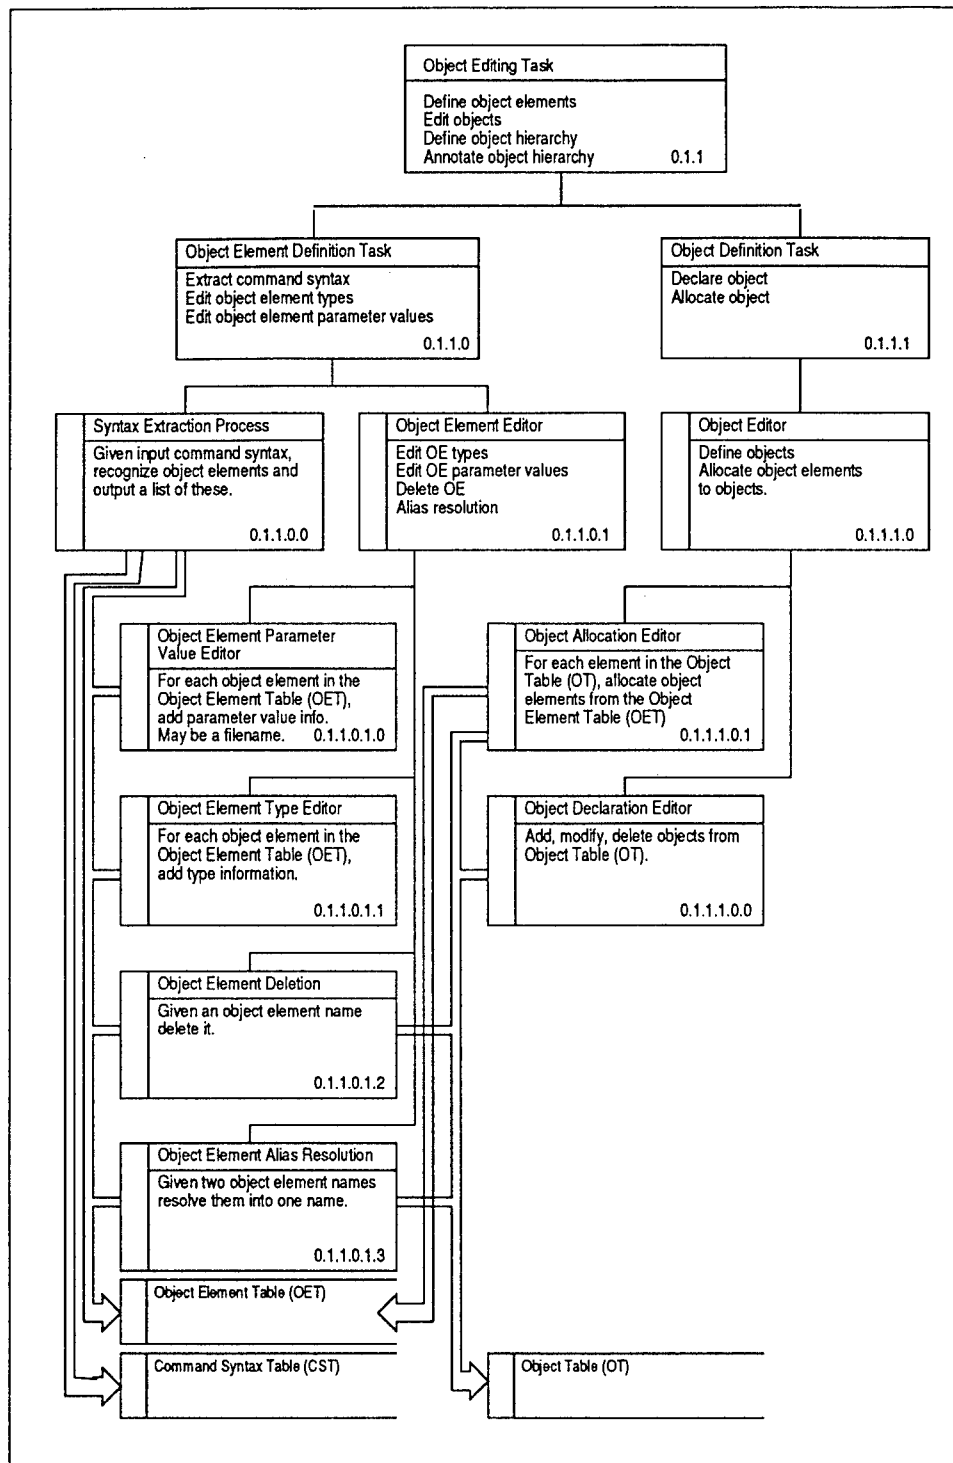 Object Editing Task
Define object elements
Edit objects
Define object hierarchy
Annotate object hierarchy 0.1.1
Object Element Definition Task
Extract command syntax
Edit object element types
Edit object element parameter values
0.1.1.0
Object Definition Task
Declare object
Allocate object
0.1.1.1
Syntax Extraction Process
Given input command syntax,
recognize object elements and
output a list of these.
0.1.1.0.0
Object Element Editor
Edit OE types
Edit OE parameter values
Delete OE
Alias resolution
0.1.1.0.1
Object Editor
Define objects
Allocate object elements
to objects.
0.1.1.1.0
Object Element Parameter
Value Editor
For each object element in the
Object Element Table (OET),
add parameter value info.
May be a filename. 0.1.1.0.1.0
Object Allocation Editor
For each element in the Object
Table (OT), allocate object
elements from the Object
Element Table (OET)
0.1.1.1.0.1
Object Element Type Editor
For each object element in the
Object Element Table (OET),
add type information.
0.1.1.0.1.1
Object Declaration Editor
Add, modify, delete objects from
Object Table (OT).
0.1.1.1.0.0
Object Element Deletion
Given an object element name
delete it.
0.1.1.0.1.2
Object Element Alias Resolution
Given two object element names
resolve them into one name.
0.1.1.0.1.3
Object Element Table (OET)
Command Syntax Table (CST)
Object Table (OT)